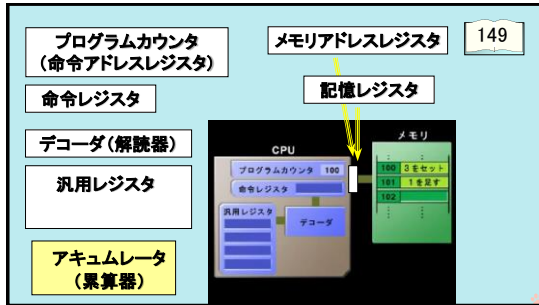 プログラムカウンタ
(命令アドレスレジスタ)
メモリアドレスレジスタ
149
命令レジスタ
記憶レジスタ
デコーダ(解読器)
汎用レジスタ
アキュムレータ
(累算器)
CPU
プログラムカウンタ 100
命令レジスタ
汎用レジスタ
デコーダ
メモリ
100 3をセット
101 1を足す
102